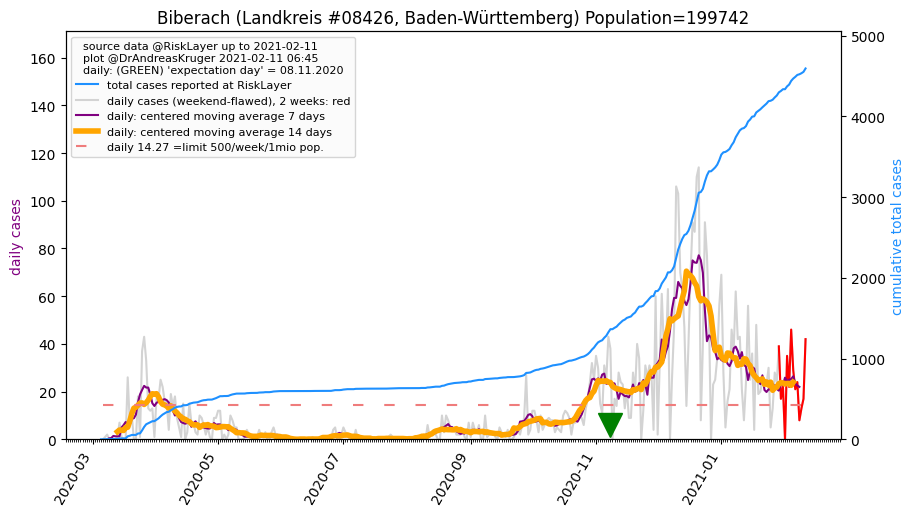 Biberach (Landkreis #08426, Baden-Württemberg) Population=199742
source data @RiskLayer up to 2021-02-11
plot @DrAndreasKruger 2021-02-11 06:45
daily: (GREEN) 'expectation day' = 08.11.2020
total cases reported at RiskLayer
daily cases (weekend-flawed), 2 weeks: red
daily: centered moving average 7 days
daily: centered moving average 14 days
daily 14.27 =limit 500/week/1mio pop.
daily cases
160
140
120
100
80
60
40
20
0
cumulative total cases
5000
4000
3000
2000
1000
0
2020-03
2020-05
2020-07
2020-09
2020-11
2021-01